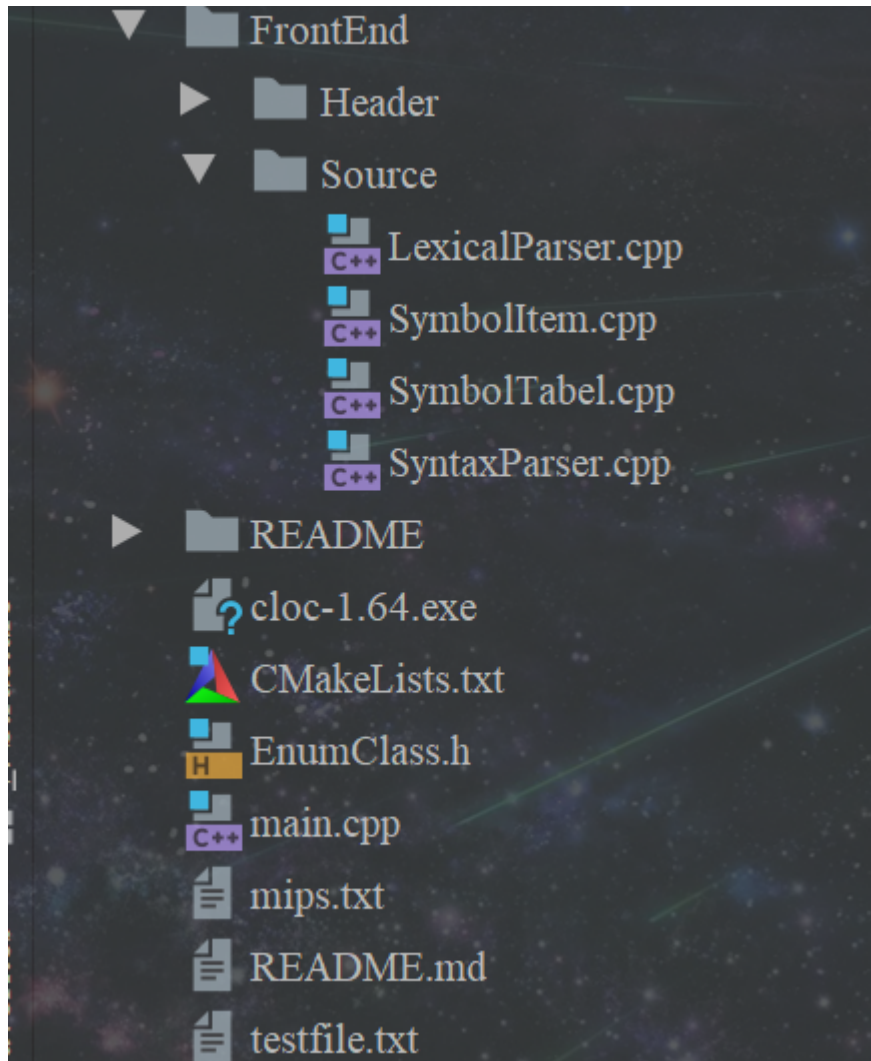 FrontEnd
Header
Source
C++ LexicalParser.cpp
C++ SymbolItem.cpp
C++ SymbolTabel.cpp
C++ SyntaxParser.cpp
README
? cloc-1.64.exe
CMakeLists.txt
H EnumClass.h
C++ main.cpp
mips.txt
README.md
testfile.txt